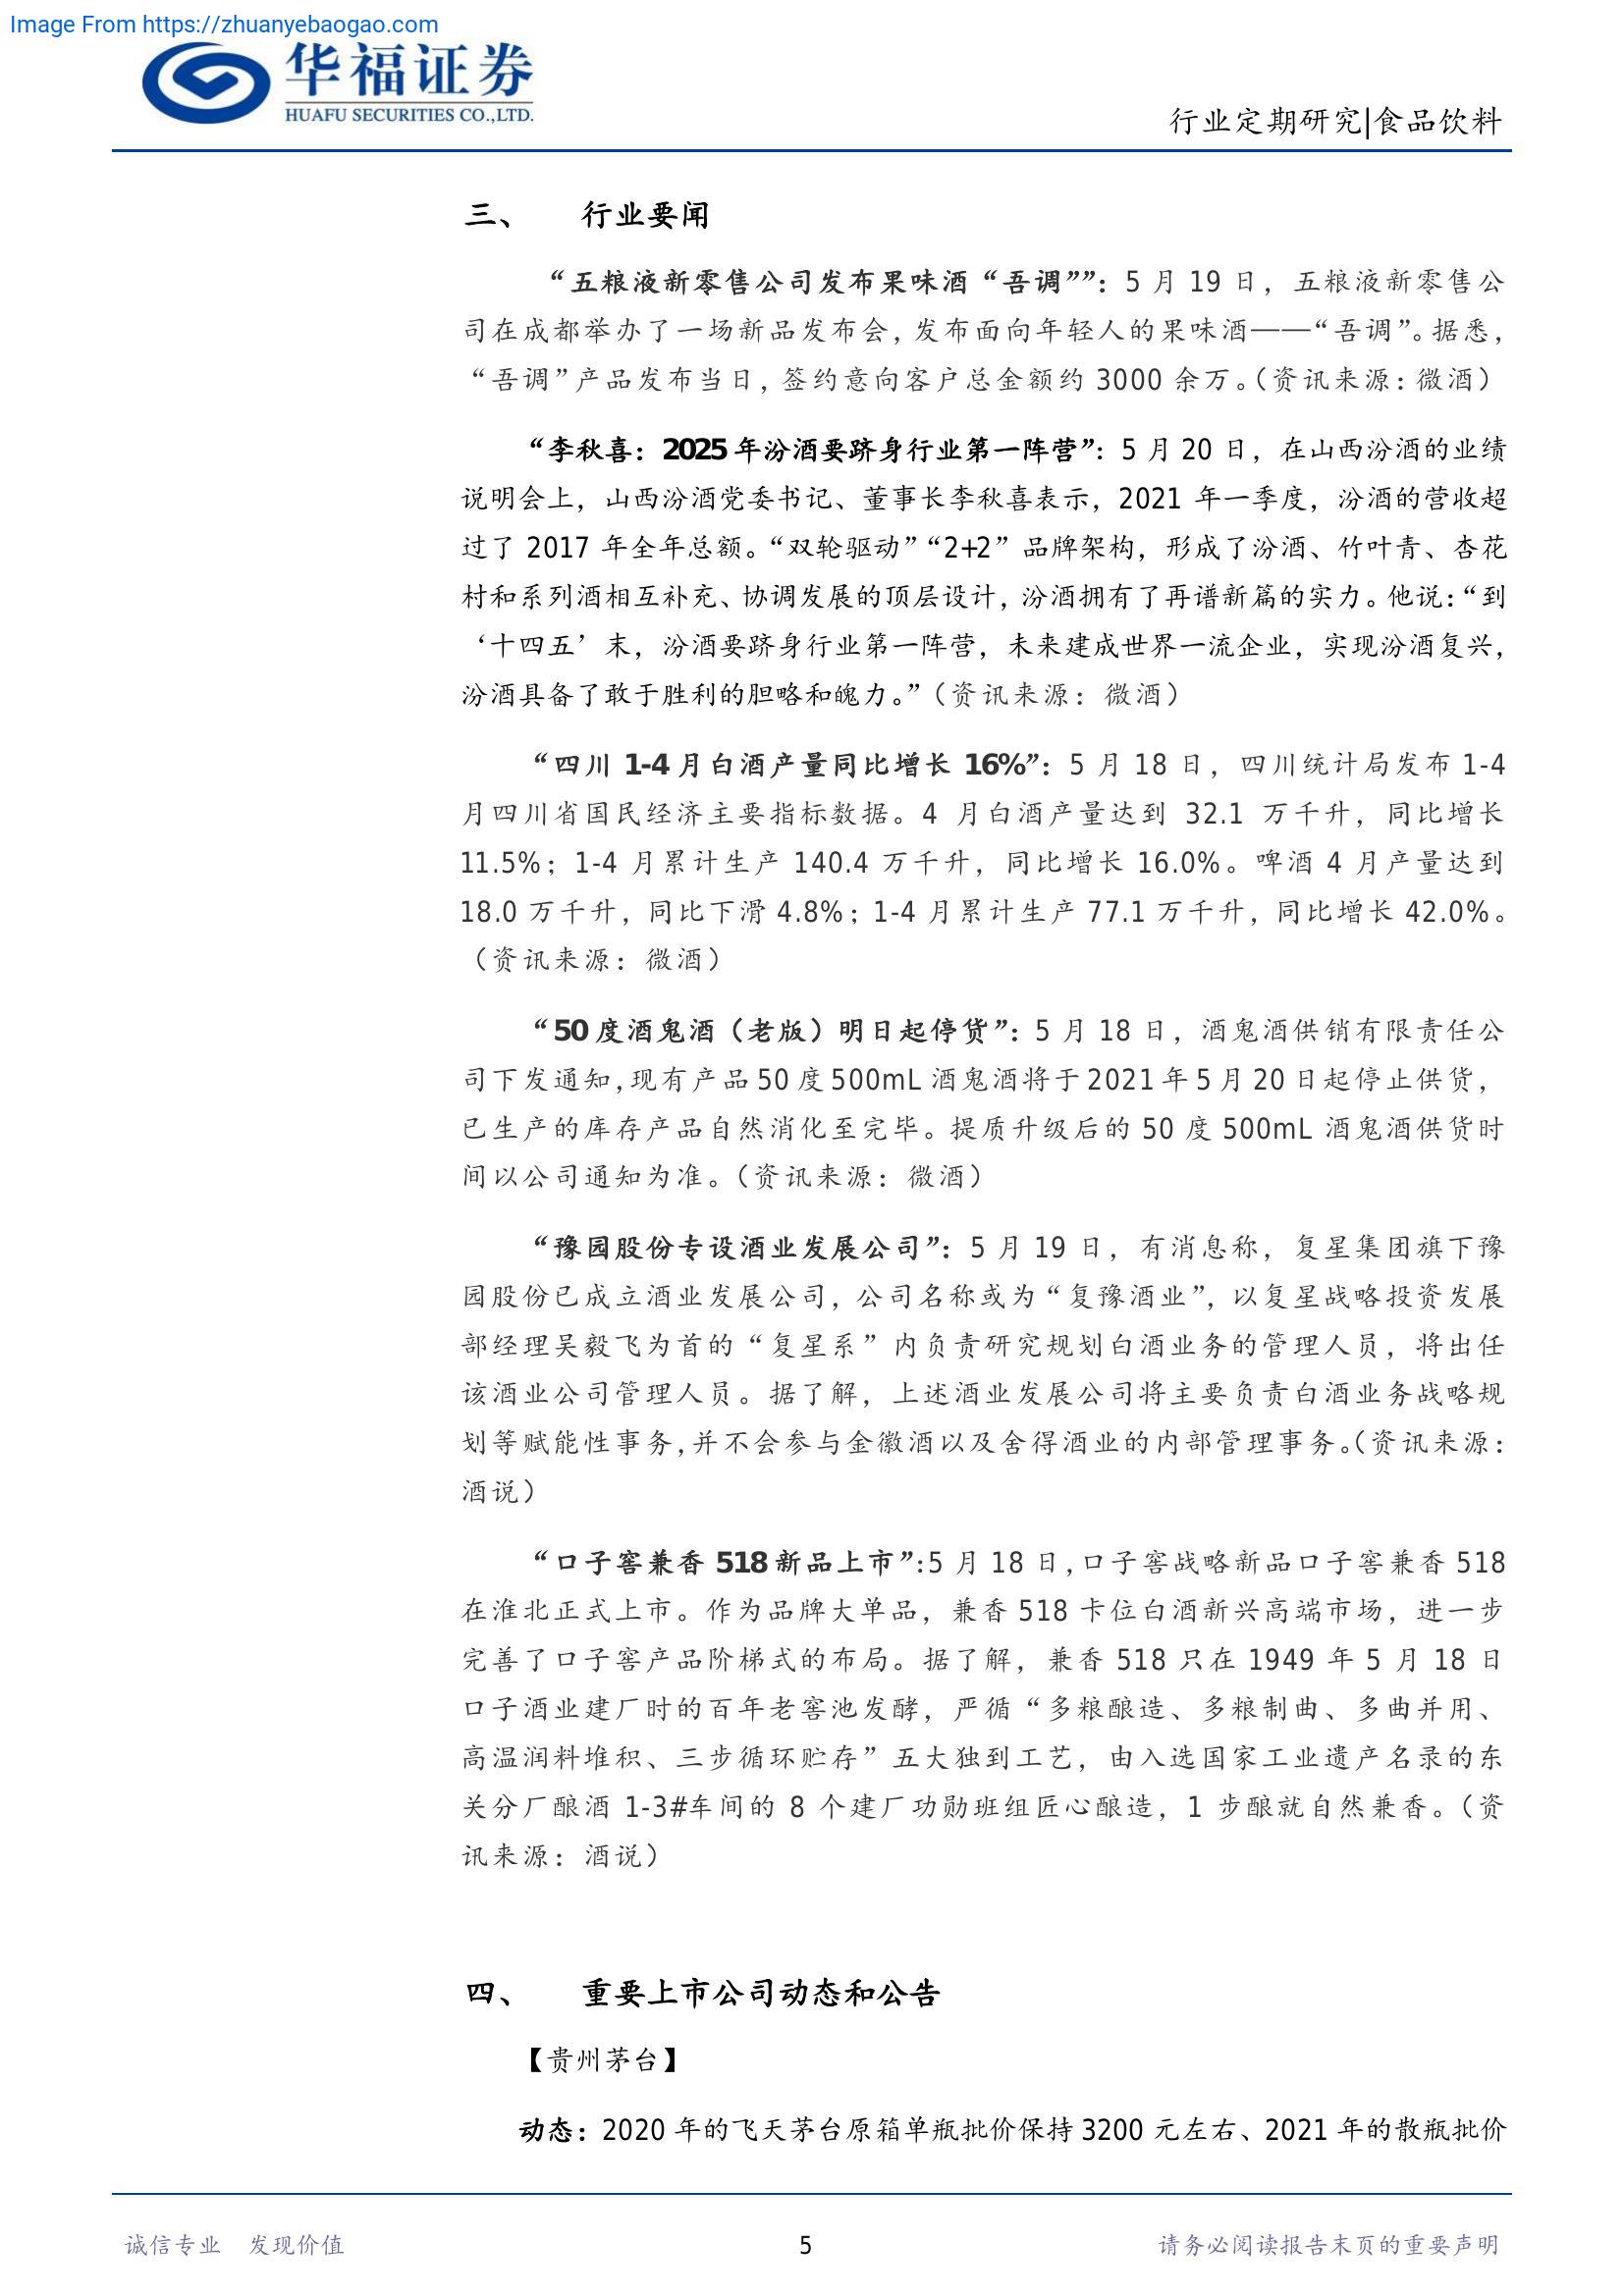 Image From https://zhuanyebaogao.com
华福证券
HUAFU SECURITIES CO.,LTD.
行业定期研究|食品饮料
三、 行业要闻
“五粮液新零售公司发布果味酒“吾调””：5 月 19 日，五粮液新零售公
司在成都举办了一场新品发布会，发布面向年轻人的果味酒——“吾调”。据悉，
“吾调”产品发布当日，签约意向客户总金额约 3000 余万。（资讯来源：微酒）
“李秋喜：2025 年汾酒要跻身行业第一阵营”：5 月 20 日，在山西汾酒的业绩
说明会上，山西汾酒党委书记、董事长李秋喜表示，2021 年一季度，汾酒的营收超
过了 2017 年全年总额。“双轮驱动”“2+2”品牌架构，形成了汾酒、竹叶青、杏花
村和系列酒相互补充、协调发展的顶层设计，汾酒拥有了再谱新篇的实力。他说：“到
‘十四五’末，汾酒要跻身行业第一阵营，未来建成世界一流企业，实现汾酒复兴，
汾酒具备了敢于胜利的胆略和魄力。”（资讯来源：微酒）
“四川 1-4 月白酒产量同比增长 16%”：5 月 18 日，四川统计局发布 1-4
月四川省国民经济主要指标数据。4 月白酒产量达到 32.1 万千升，同比增长
11.5%；1-4 月累计生产 140.4 万千升，同比增长 16.0%。啤酒 4 月产量达到
18.0 万千升，同比下滑 4.8%；1-4 月累计生产 77.1 万千升，同比增长 42.0%。
（资讯来源：微酒）
“50 度酒鬼酒（老版）明日起停货”：5 月 18 日，酒鬼酒供销有限责任公
司下发通知，现有产品 50 度 500mL 酒鬼酒将于 2021 年 5 月 20 日起停止供货，
已生产的库存产品自然消化至完毕。提质升级后的 50 度 500mL 酒鬼酒供货时
间以公司通知为准。（资讯来源：微酒）
“豫园股份专设酒业发展公司”：5 月 19 日，有消息称，复星集团旗下豫
园股份已成立酒业发展公司，公司名称或为“复豫酒业”，以复星战略投资发展
部经理吴毅飞为首的“复星系”内负责研究规划白酒业务的管理人员，将出任
该酒业公司管理人员。据了解，上述酒业发展公司将主要负责白酒业务战略规
划等赋能性事务，并不会参与金徽酒以及舍得酒业的内部管理事务。（资讯来源：
酒说）
“口子窖兼香 518 新品上市”：5 月 18 日，口子窖战略新品口子窖兼香 518
在淮北正式上市。作为品牌大单品，兼香 518 卡位白酒新兴高端市场，进一步
完善了口子窖产品阶梯式的布局。据了解，兼香 518 只在 1949 年 5 月 18 日
口子酒业建厂时的百年老窖池发酵，严循“多粮酿造、多粮制曲、多曲并用、
高温润料堆积、三步循环贮存”五大独到工艺，由入选国家工业遗产名录的东
关分厂酿酒 1-3#车间的 8 个建厂功勋班组匠心酿造，1 步酿就自然兼香。（资
讯来源：酒说）
四、 重要上市公司动态和公告
【贵州茅台】
动态：2020 年的飞天茅台原箱单瓶批价保持 3200 元左右、2021 年的散瓶批价
诚信专业 发现价值
5
请务必阅读报告末页的重要声明